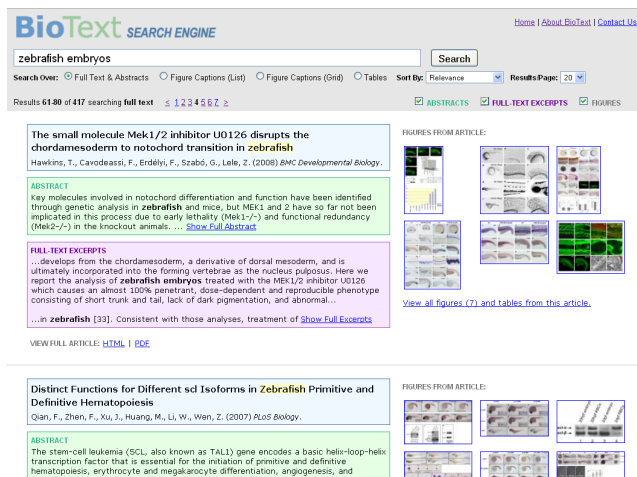 BioText SEARCH ENGINE
Home | About BioText | Contact Us
zebrafish embryos Search
Search Over: Full Text & Abstracts Figure Captions (List) Figure Captions (Grid) Tables Sort By: Relevance Results/Page: 20
Results 61-80 of 417 searching full text ≤ 1 2 3 4 5 6 7 ≥ ABSTRACTS FULL-TEXT EXCERPTS FIGURES
The small molecule Mek1/2 inhibitor U0126 disrupts the
chordamesoderm to notochord transition in zebrafish
Hawkins, T., Cavodeassi, F., Erdélyi, F., Szabó, G., Lele, Z. (2008) BMC Developmental Biology.
ABSTRACT
Key molecules involved in notochord differentiation and function have been identified
through genetic analysis in zebrafish and mice, but MEK1 and 2 have so far not been
implicated in this process due to early lethality (Mek1-/-) and functional redundancy
(Mek2-/-) in the knockout animals. ... Show Full Abstract
FULL-TEXT EXCERPTS
...develops from the chordamesoderm, a derivative of dorsal mesoderm, and is
ultimately incorporated into the forming vertebrae as the nucleus pulposus. Here we
report the analysis of zebrafish embryos treated with the MEK1/2 inhibitor U0126
which causes an almost 100% penetrant, dose-dependent and reproducible phenotype
consisting of short trunk and tail, lack of dark pigmentation, and abnormal...
...in zebrafish [33]. Consistent with those analyses, treatment of Show Full Excerpts
VIEW FULL ARTICLE: HTML | PDF
FIGURES FROM ARTICLE:
View all figures (7) and tables from this article.
Distinct Functions for Different scl Isoforms in Zebrafish Primitive and
Definitive Hematopoiesis
Qian, F., Zhen, F., Xu, J., Huang, M., Li, W., Wen, Z. (2007) PLoS Biology.
ABSTRACT
The stem-cell leukemia (SCL, also known as TAL1) gene encodes a basic helix-loop-helix
transcription factor that is essential for the initiation of primitive and definitive
hematopoiesis, erythrocyte and megakarocyte differentiation, angiogenesis, and
FIGURES FROM ARTICLE: